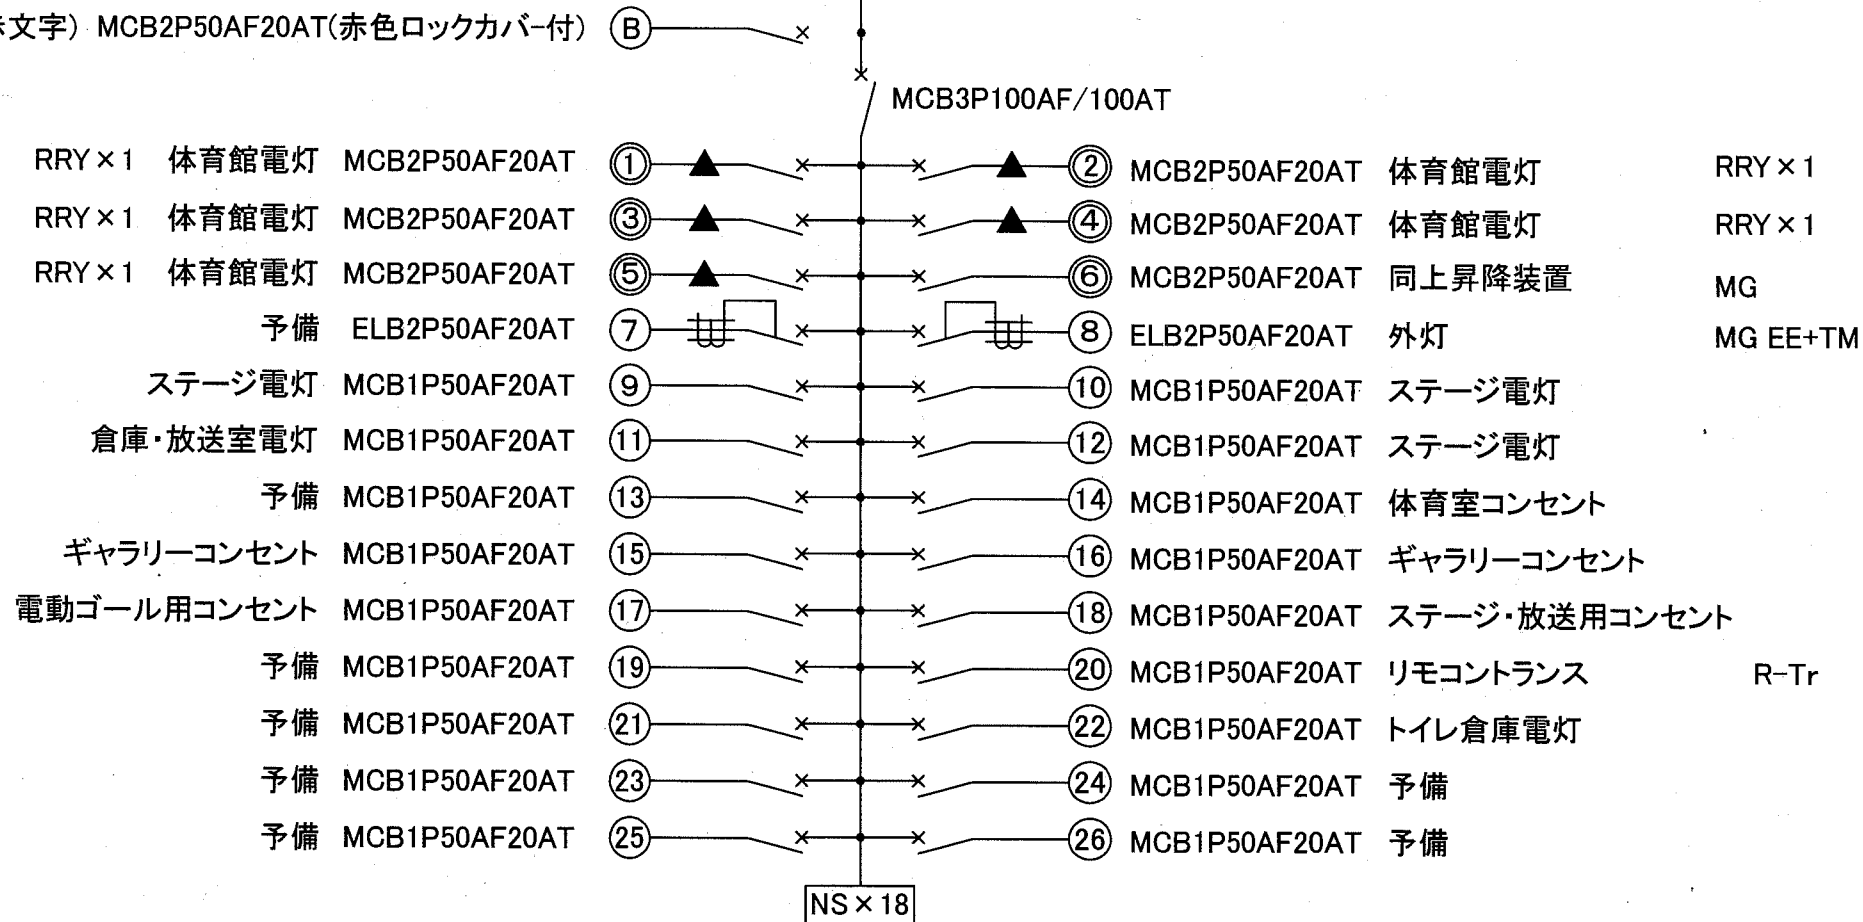 文字) MCB2P50AF20AT(赤色ロックカバー付) Ⓑ
MCB3P100AF/100AT
RRY×1 体育館電灯 MCB2P50AF20AT ① ② MCB2P50AF20AT 体育館電灯 RRY×1
RRY×1 体育館電灯 MCB2P50AF20AT ③ ④ MCB2P50AF20AT 体育館電灯 RRY×1
RRY×1 体育館電灯 MCB2P50AF20AT ⑤ ⑥ MCB2P50AF20AT 同上昇降装置 MG
予備 ELB2P50AF20AT ⑦ ⑧ ELB2P50AF20AT 外灯 MG EE+TM
ステージ電灯 MCB1P50AF20AT ⑨ ⑩ MCB1P50AF20AT ステージ電灯
倉庫・放送室電灯 MCB1P50AF20AT ⑪ ⑫ MCB1P50AF20AT ステージ電灯
予備 MCB1P50AF20AT ⑬ ⑭ MCB1P50AF20AT 体育室コンセント
ギャラリーコンセント MCB1P50AF20AT ⑮ ⑯ MCB1P50AF20AT ギャラリーコンセント
電動ゴール用コンセント MCB1P50AF20AT ⑰ ⑱ MCB1P50AF20AT ステージ・放送用コンセント
予備 MCB1P50AF20AT ⑲ ⑳ MCB1P50AF20AT リモコントランス R-Tr
予備 MCB1P50AF20AT ㉑ ㉒ MCB1P50AF20AT トイレ倉庫電灯
予備 MCB1P50AF20AT ㉓ ㉔ MCB1P50AF20AT 予備
予備 MCB1P50AF20AT ㉕ ㉖ MCB1P50AF20AT 予備
NS×18